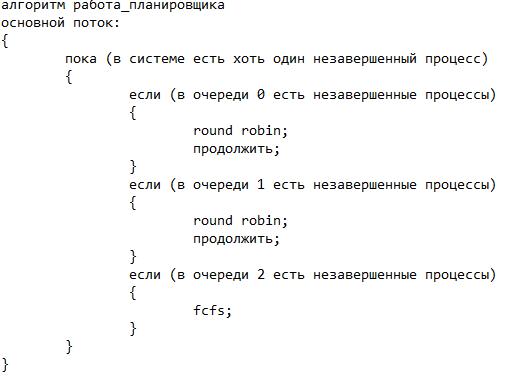 алгоритм работа_планировщика
основной поток:
{
пока (в системе есть хоть один незавершенный процесс)
{
если (в очереди 0 есть незавершенные процессы)
{
round robin;
продолжить;
}
если (в очереди 1 есть незавершенные процессы)
{
round robin;
продолжить;
}
если (в очереди 2 есть незавершенные процессы)
{
fcfs;
}
}
}